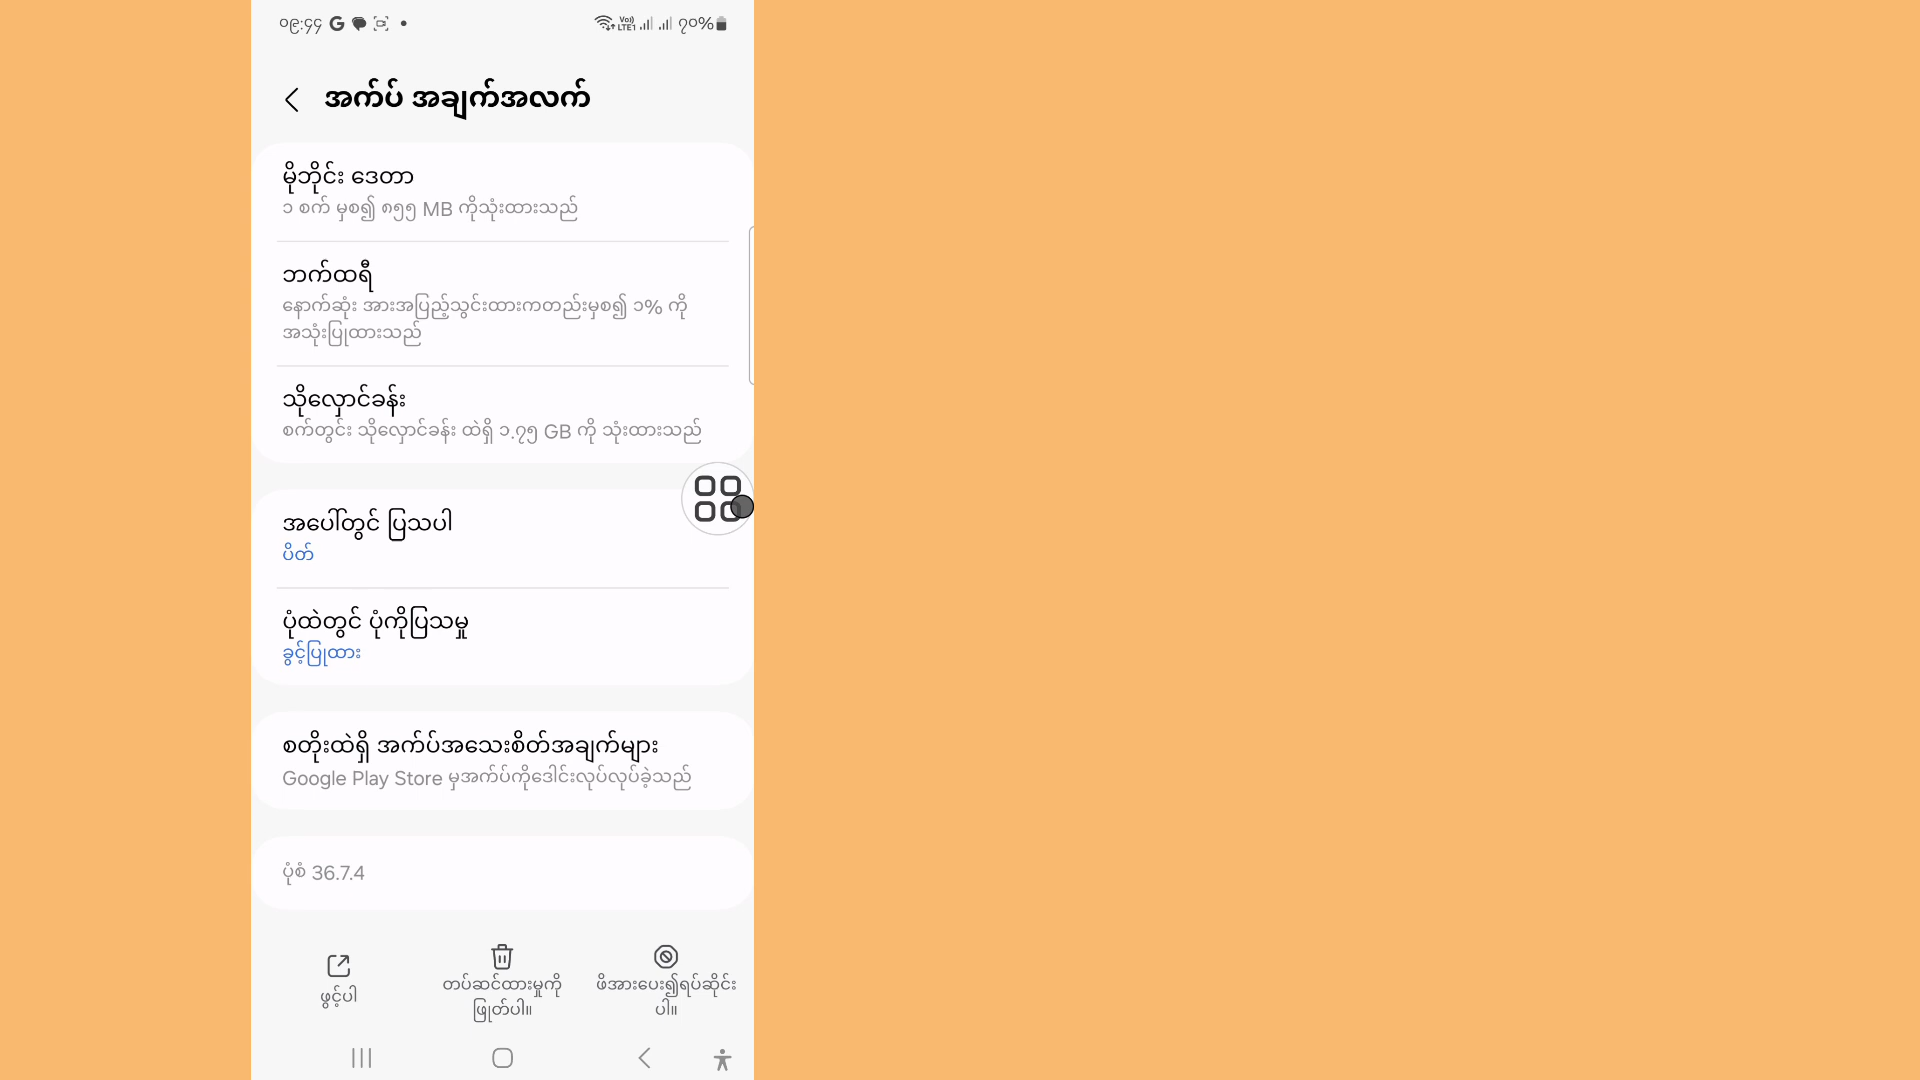 ၀၉:၄၄
VoJ) LTE1 ၇၀%
အက်ပ် အချက်အလက်
မိုဘိုင်း ဒေတာ
၁ စက် မှစ၍ ၈၅၅ MB ကိုသုံးထားသည်
ဘက်ထရီ
နောက်ဆုံး အားအပြည့်သွင်းထားကတည်းမှစ၍ ၁% ကို
အသုံးပြုထားသည်
သိုလှောင်ခန်း
စက်တွင်း သိုလှောင်ခန်း ထဲရှိ ၁.၇၅ GB ကို သုံးထားသည်
အပေါ်တွင် ပြသပါ
ပိတ်
ပုံထဲတွင် ပုံကိုပြသမှု
ခွင့်ပြုထား
စတိုးထဲရှိ အက်ပ်အသေးစိတ်အချက်များ
Google Play Store မှအက်ပ်ကိုဒေါင်းလုပ်လုပ်ခဲ့သည်
ပုံစံ 36.7.4
ဖွင့်ပါ
တပ်ဆင်ထားမှုကို
ဖြုတ်ပါ။
ဖိအားပေး၍ရပ်ဆိုင်း
ပါ။